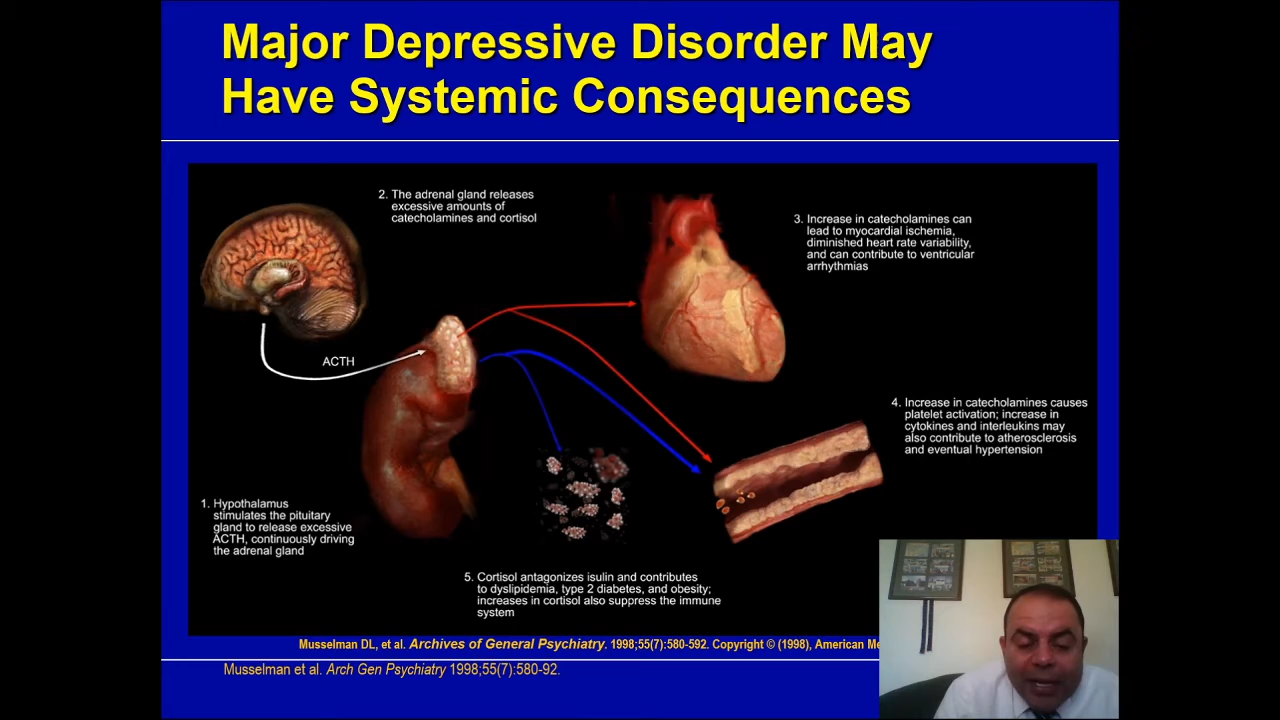 Major Depressive Disorder May
Have Systemic Consequences
2. The adrenal gland releases
excessive amounts of
catecholamines and cortisol
3. Increase in catecholamines can
lead to myocardial ischemia,
diminished heart rate variability,
and can contribute to ventricular
arrhythmias
ACTH
4. Increase in catecholamines causes
platelet activation; increase in
cytokines and interleukins may
also contribute to atherosclerosis
and eventual hypertension
1. Hypothalamus
stimulates the pituitary
gland to release excessive
ACTH, continuously driving
the adrenal gland
5. Cortisol antagonizes isulin and contributes
to dyslipidemia, type 2 diabetes, and obesity;
increases in cortisol also suppress the immune
system
Musselman DL, et al. Archives of General Psychiatry. 1998;55(7):580-592. Copyright © (1998), American Me
Musselman et al. Arch Gen Psychiatry 1998;55(7):580-92.